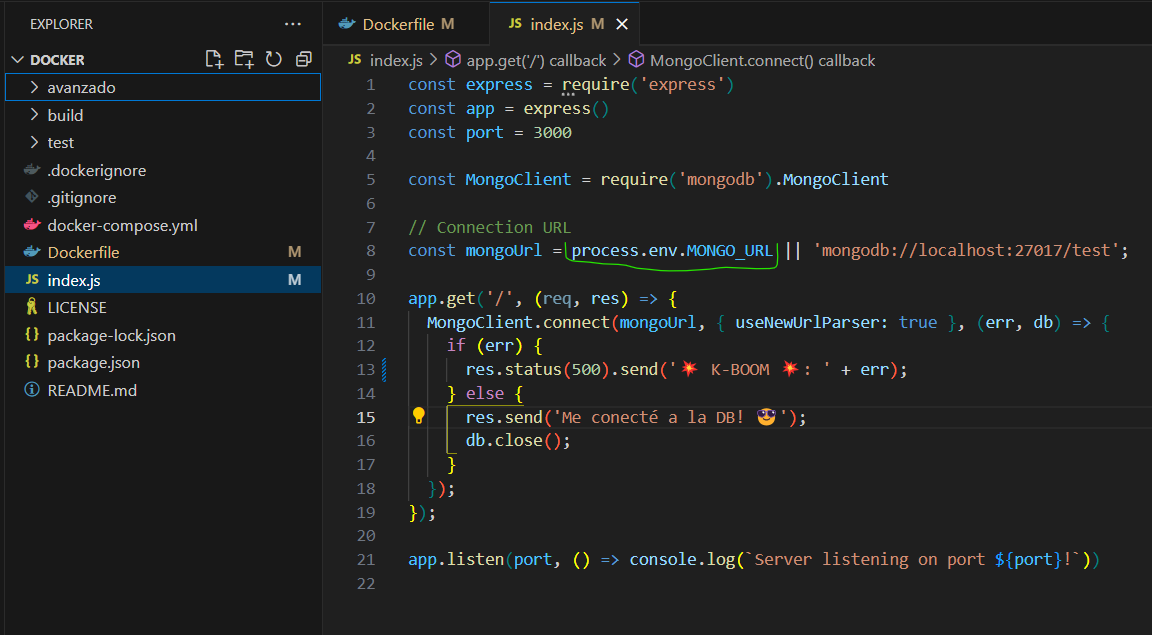 EXPLORER
...
Dockerfile M
JS index.js M
DOCKER
JS index.js > app.get('/') callback > MongoClient.connect() callback
avanzado
build
test
.dockerignore
.gitignore
docker-compose.yml
Dockerfile M
JS index.js M
LICENSE
{} package-lock.json
{} package.json
README.md
1 const express = require('express')
2 const app = express()
3 const port = 3000
4
5 const MongoClient = require('mongodb').MongoClient
6
7 // Connection URL
8 const mongoUrl = process.env.MONGO_URL || 'mongodb://localhost:27017/test';
9
10 app.get('/', (req, res) => {
11 MongoClient.connect(mongoUrl, { useNewUrlParser: true }, (err, db) => {
12 if (err) {
13 res.status(500).send('💥 K-BOOM 💥: ' + err);
14 } else {
15 res.send('Me conecté a la DB! 😎');
16 db.close();
17 }
18 });
19 });
20
21 app.listen(port, () => console.log(`Server listening on port ${port}!`))
22